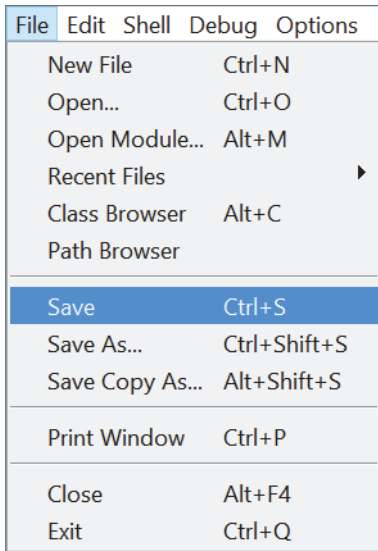 File Edit Shell Debug Options
New File Ctrl+N
Open... Ctrl+O
Open Module... Alt+M
Recent Files
Class Browser Alt+C
Path Browser
Save Ctrl+S
Save As... Ctrl+Shift+S
Save Copy As... Alt+Shift+S
Print Window Ctrl+P
Close Alt+F4
Exit Ctrl+Q